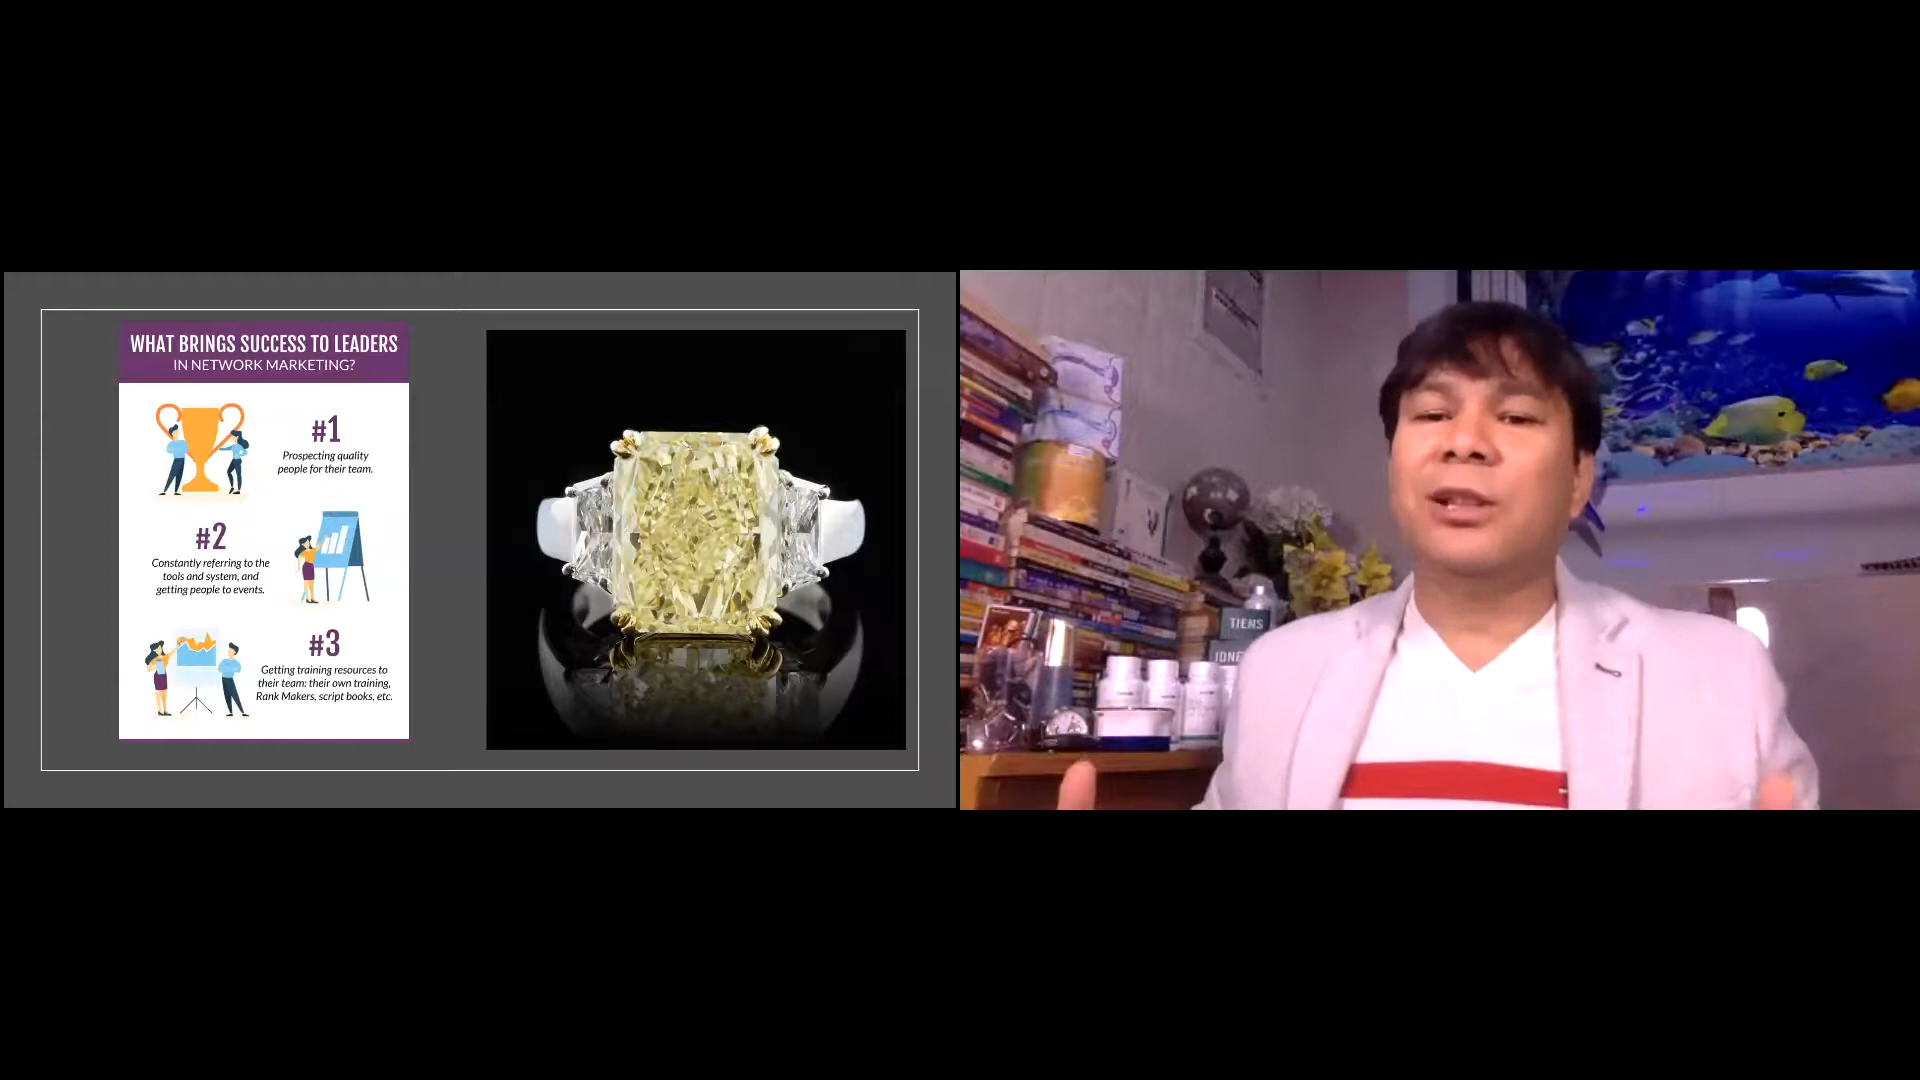 WHAT BRINGS SUCCESS TO LEADERS
IN NETWORK MARKETING?
#1
Prospecting quality
people for their team.
#2
Constantly referring to the
tools and system, and
getting people to events.
#3
Getting training resources to
their team: their own training,
Rank Makers, script books, etc.
TIENS